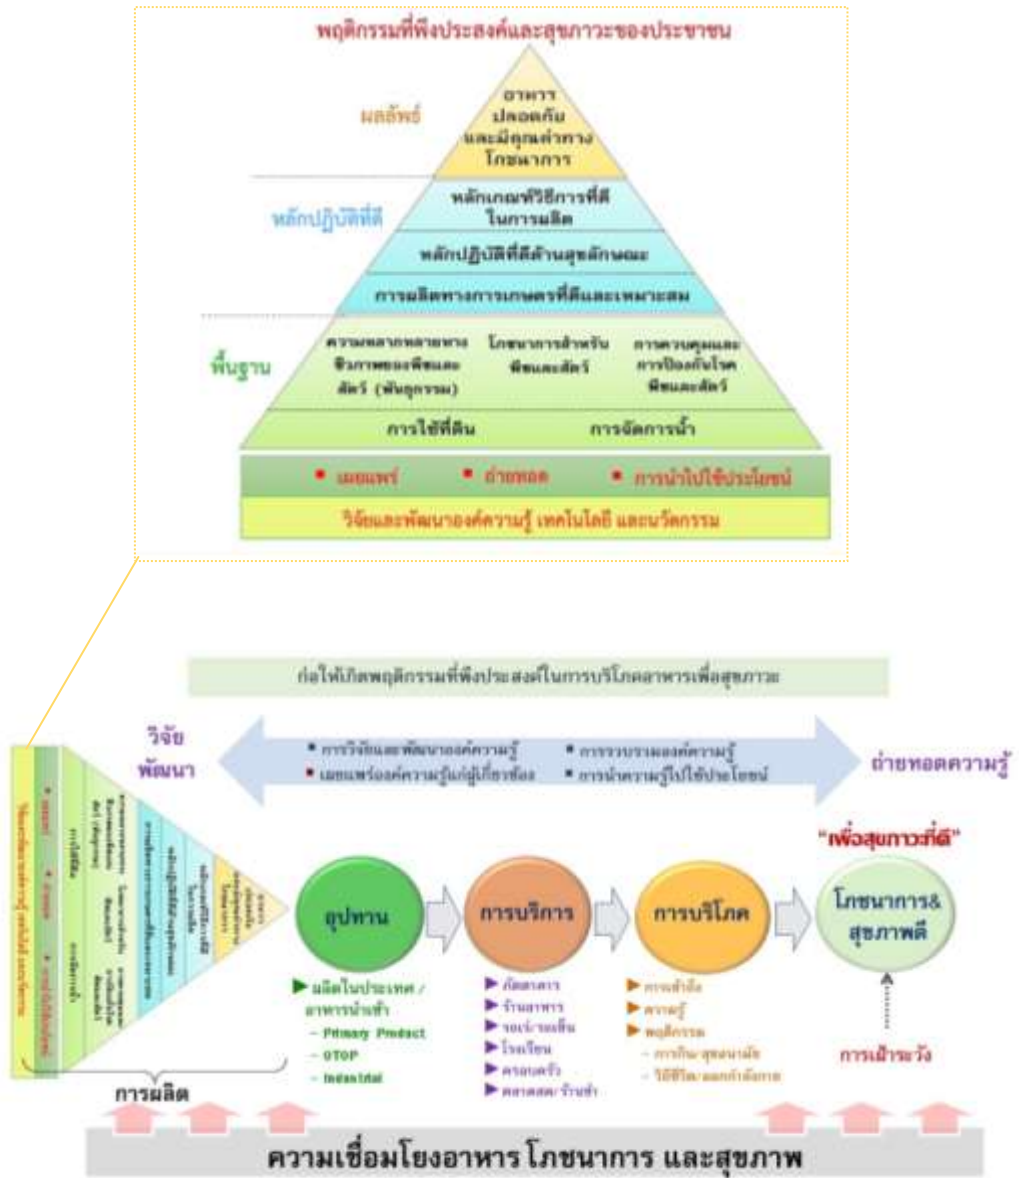 พฤติกรรมที่พึงประสงค์และสุขภาวะของประชาชน
ผลลัพธ์
อาหาร
ปลอดภัย
และมีคุณค่าทาง
โภชนาการ
หลักปฏิบัติที่ดี
หลักเกณฑ์วิธีการที่ดี
ในการผลิต
หลักปฏิบัติที่ดีด้านสุขลักษณะ
การผลิตทางการเกษตรที่ดีและเหมาะสม
พื้นฐาน
ความหลากหลายทาง
ชีวภาพของพืชและ
สัตว์ (พันธุกรรม)
โภชนาการสำหรับ
พืชและสัตว์
การควบคุมและ
การป้องกันโรค
พืชและสัตว์
การใช้ที่ดิน การจัดการน้ำ
▪ เผยแพร่ ▪ ถ่ายทอด ▪ การนำไปใช้ประโยชน์
วิจัยและพัฒนาองค์ความรู้ เทคโนโลยี และนวัตกรรม
ก่อให้เกิดพฤติกรรมที่พึงประสงค์ในการบริโภคอาหารเพื่อสุขภาวะ
วิจัย
พัฒนา
▪ การวิจัยและพัฒนาองค์ความรู้ ▪ การรวบรวมองค์ความรู้
▪ เผยแพร่องค์ความรู้แก่ผู้เกี่ยวข้อง ▪ การนำความรู้ไปใช้ประโยชน์
ถ่ายทอดความรู้
"เพื่อสุขภาวะที่ดี"
อุปทาน
การบริการ
การบริโภค
โภชนาการ&
สุขภาพดี
ผลิตในประเทศ /
อาหารนำเข้า
– Primary Product
– OTOP
– Industrial
ภัตตาคาร
ร้านอาหาร
รถเร่/รถเข็น
โรงเรียน
ครอบครัว
ตลาดสด/ร้านชำ
การเข้าถึง
ความรู้
พฤติกรรม
– การกิน/สุขอนามัย
– วิถีชีวิต/ออกกำลังกาย
การเฝ้าระวัง
การผลิต
ความเชื่อมโยงอาหาร โภชนาการ และสุขภาพ